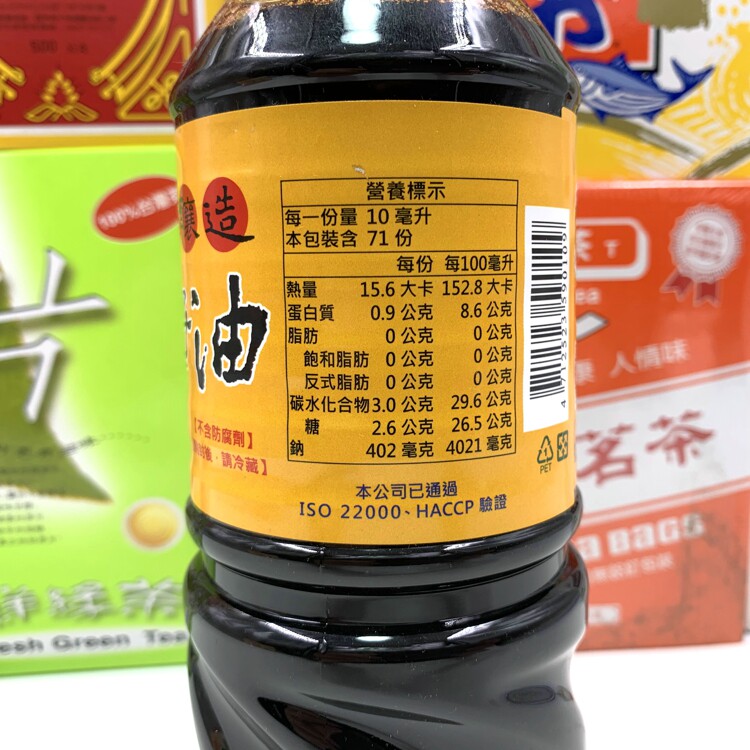 500
100%台灣
釀造
油
【不含防腐劑】
請冷藏】
營養標示
每一份量 10 毫升
本包裝含 71 份
每份 每100毫升
熱量 15.6 大卡 152.8 大卡
蛋白質 0.9 公克 8.6 公克
脂肪 0 公克 0 公克
飽和脂肪 0 公克 0 公克
反式脂肪 0 公克 0 公克
碳水化合物 3.0 公克 29.6 公克
糖 2.6 公克 26.5 公克
鈉 402 毫克 4021 毫克
本公司已通過
ISO 22000、HACCP 驗證
4 712523 590109
PET
茶 T
人情味
茗茶
BAGS
綠茶
esh Green Tea